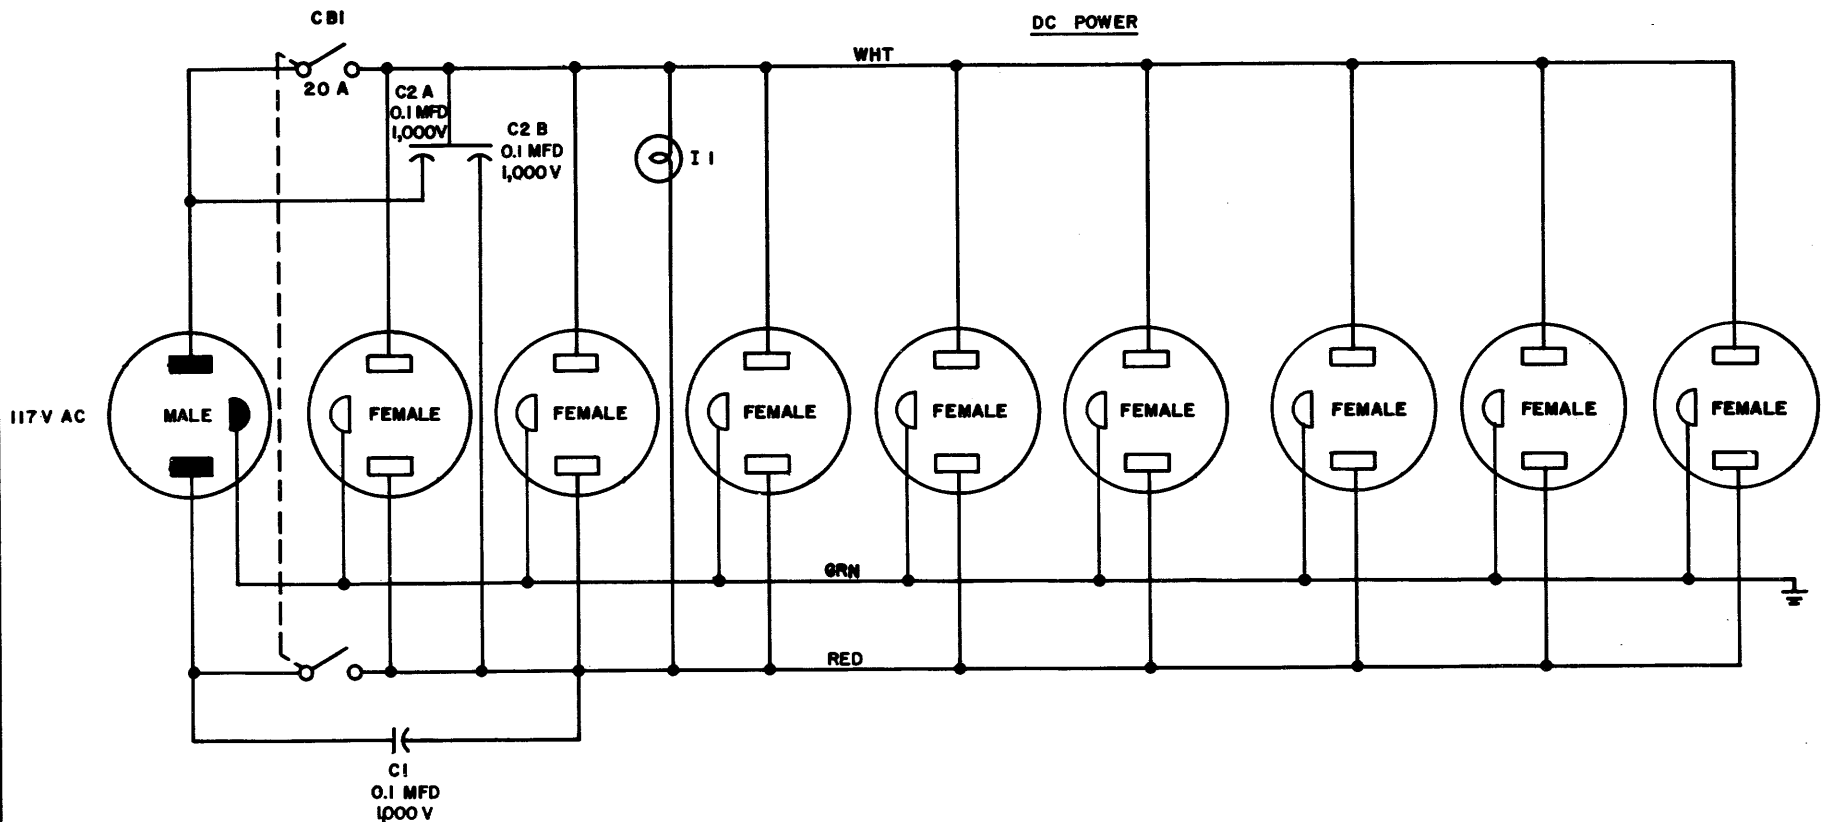 CB1
DC POWER
WHT
20 A
C2 A
0.1 MFD
1,000V
C2 B
0.1 MFD
1,000 V
I 1
117 V AC
MALE
FEMALE
FEMALE
FEMALE
FEMALE
FEMALE
FEMALE
FEMALE
FEMALE
GRN
RED
C1
0.1 MFD
1,000 V